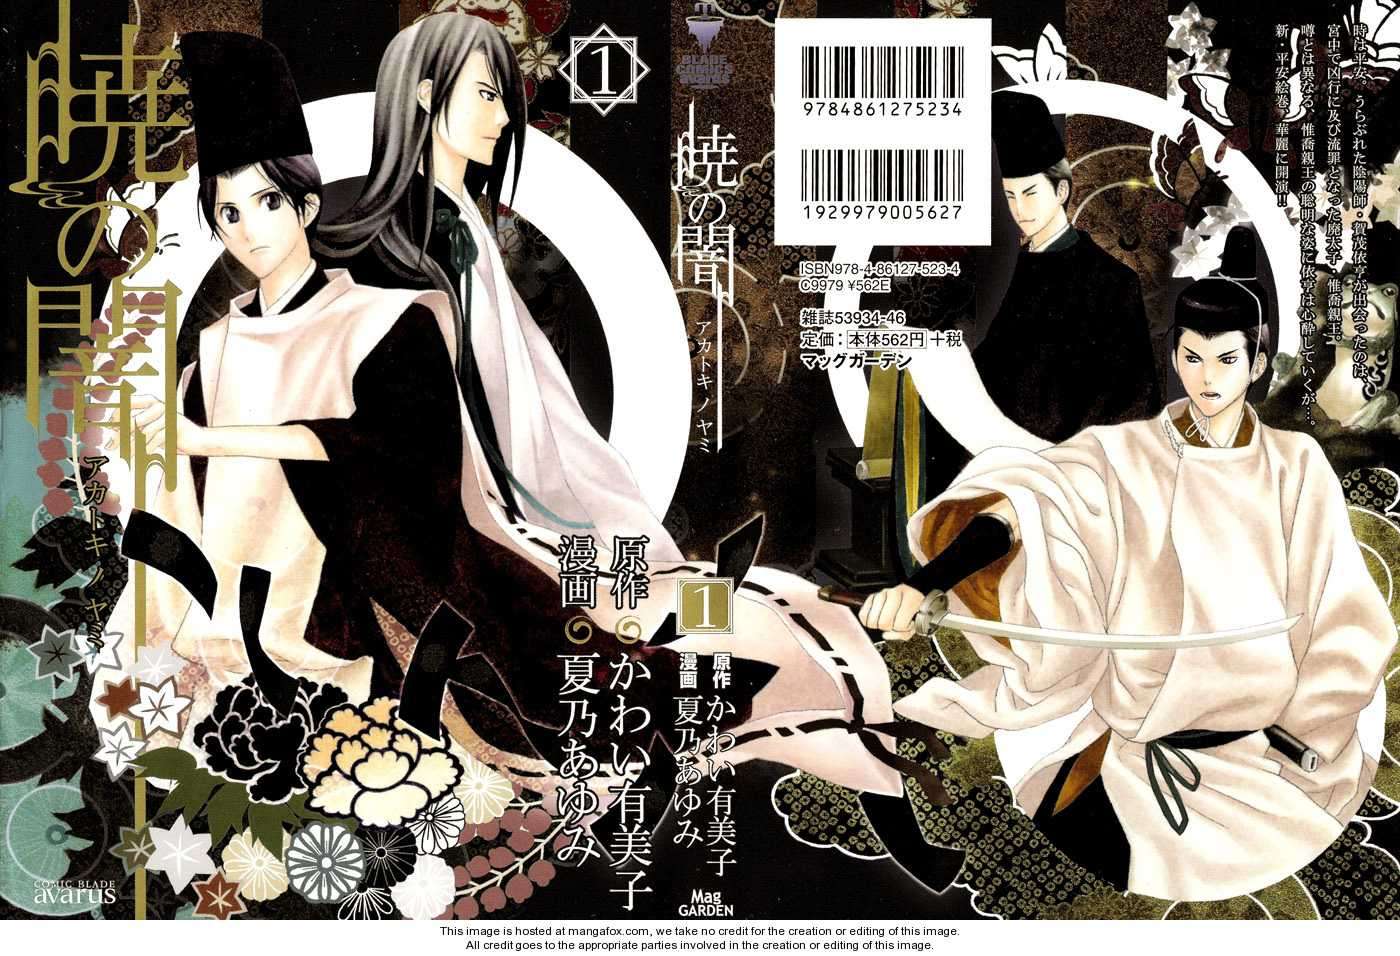 暁の闇
アカトキノヤミ
1
原作 かわい有美子
漫画 夏乃あゆみ
COMIC BLADE
avarus
BLADE
COMICS
暁の闇
アカトキノヤミ
1
原作 かわい有美子
漫画 夏乃あゆみ
Mag
GARDEN
9784861275234
1929979005627
ISBN978-4-86127-523-4
C9979 ¥562E
雑誌53934-46
定価:本体562円+税
マッグガーデン
時は平安。うらぶれた陰陽師・賀茂依亨が出会ったのは、
宮中で凶行に及び流罪となった廃太子・惟喬親王。
噂とは異なる、惟喬親王の聡明な姿に依亨は心酔していくが…。
新・平安絵巻、華麗に開演!!
This image is hosted at mangafox.com, we take no credit for the creation or editing of this image.
All credit goes to the appropriate parties involved in the creation or editing of this image.